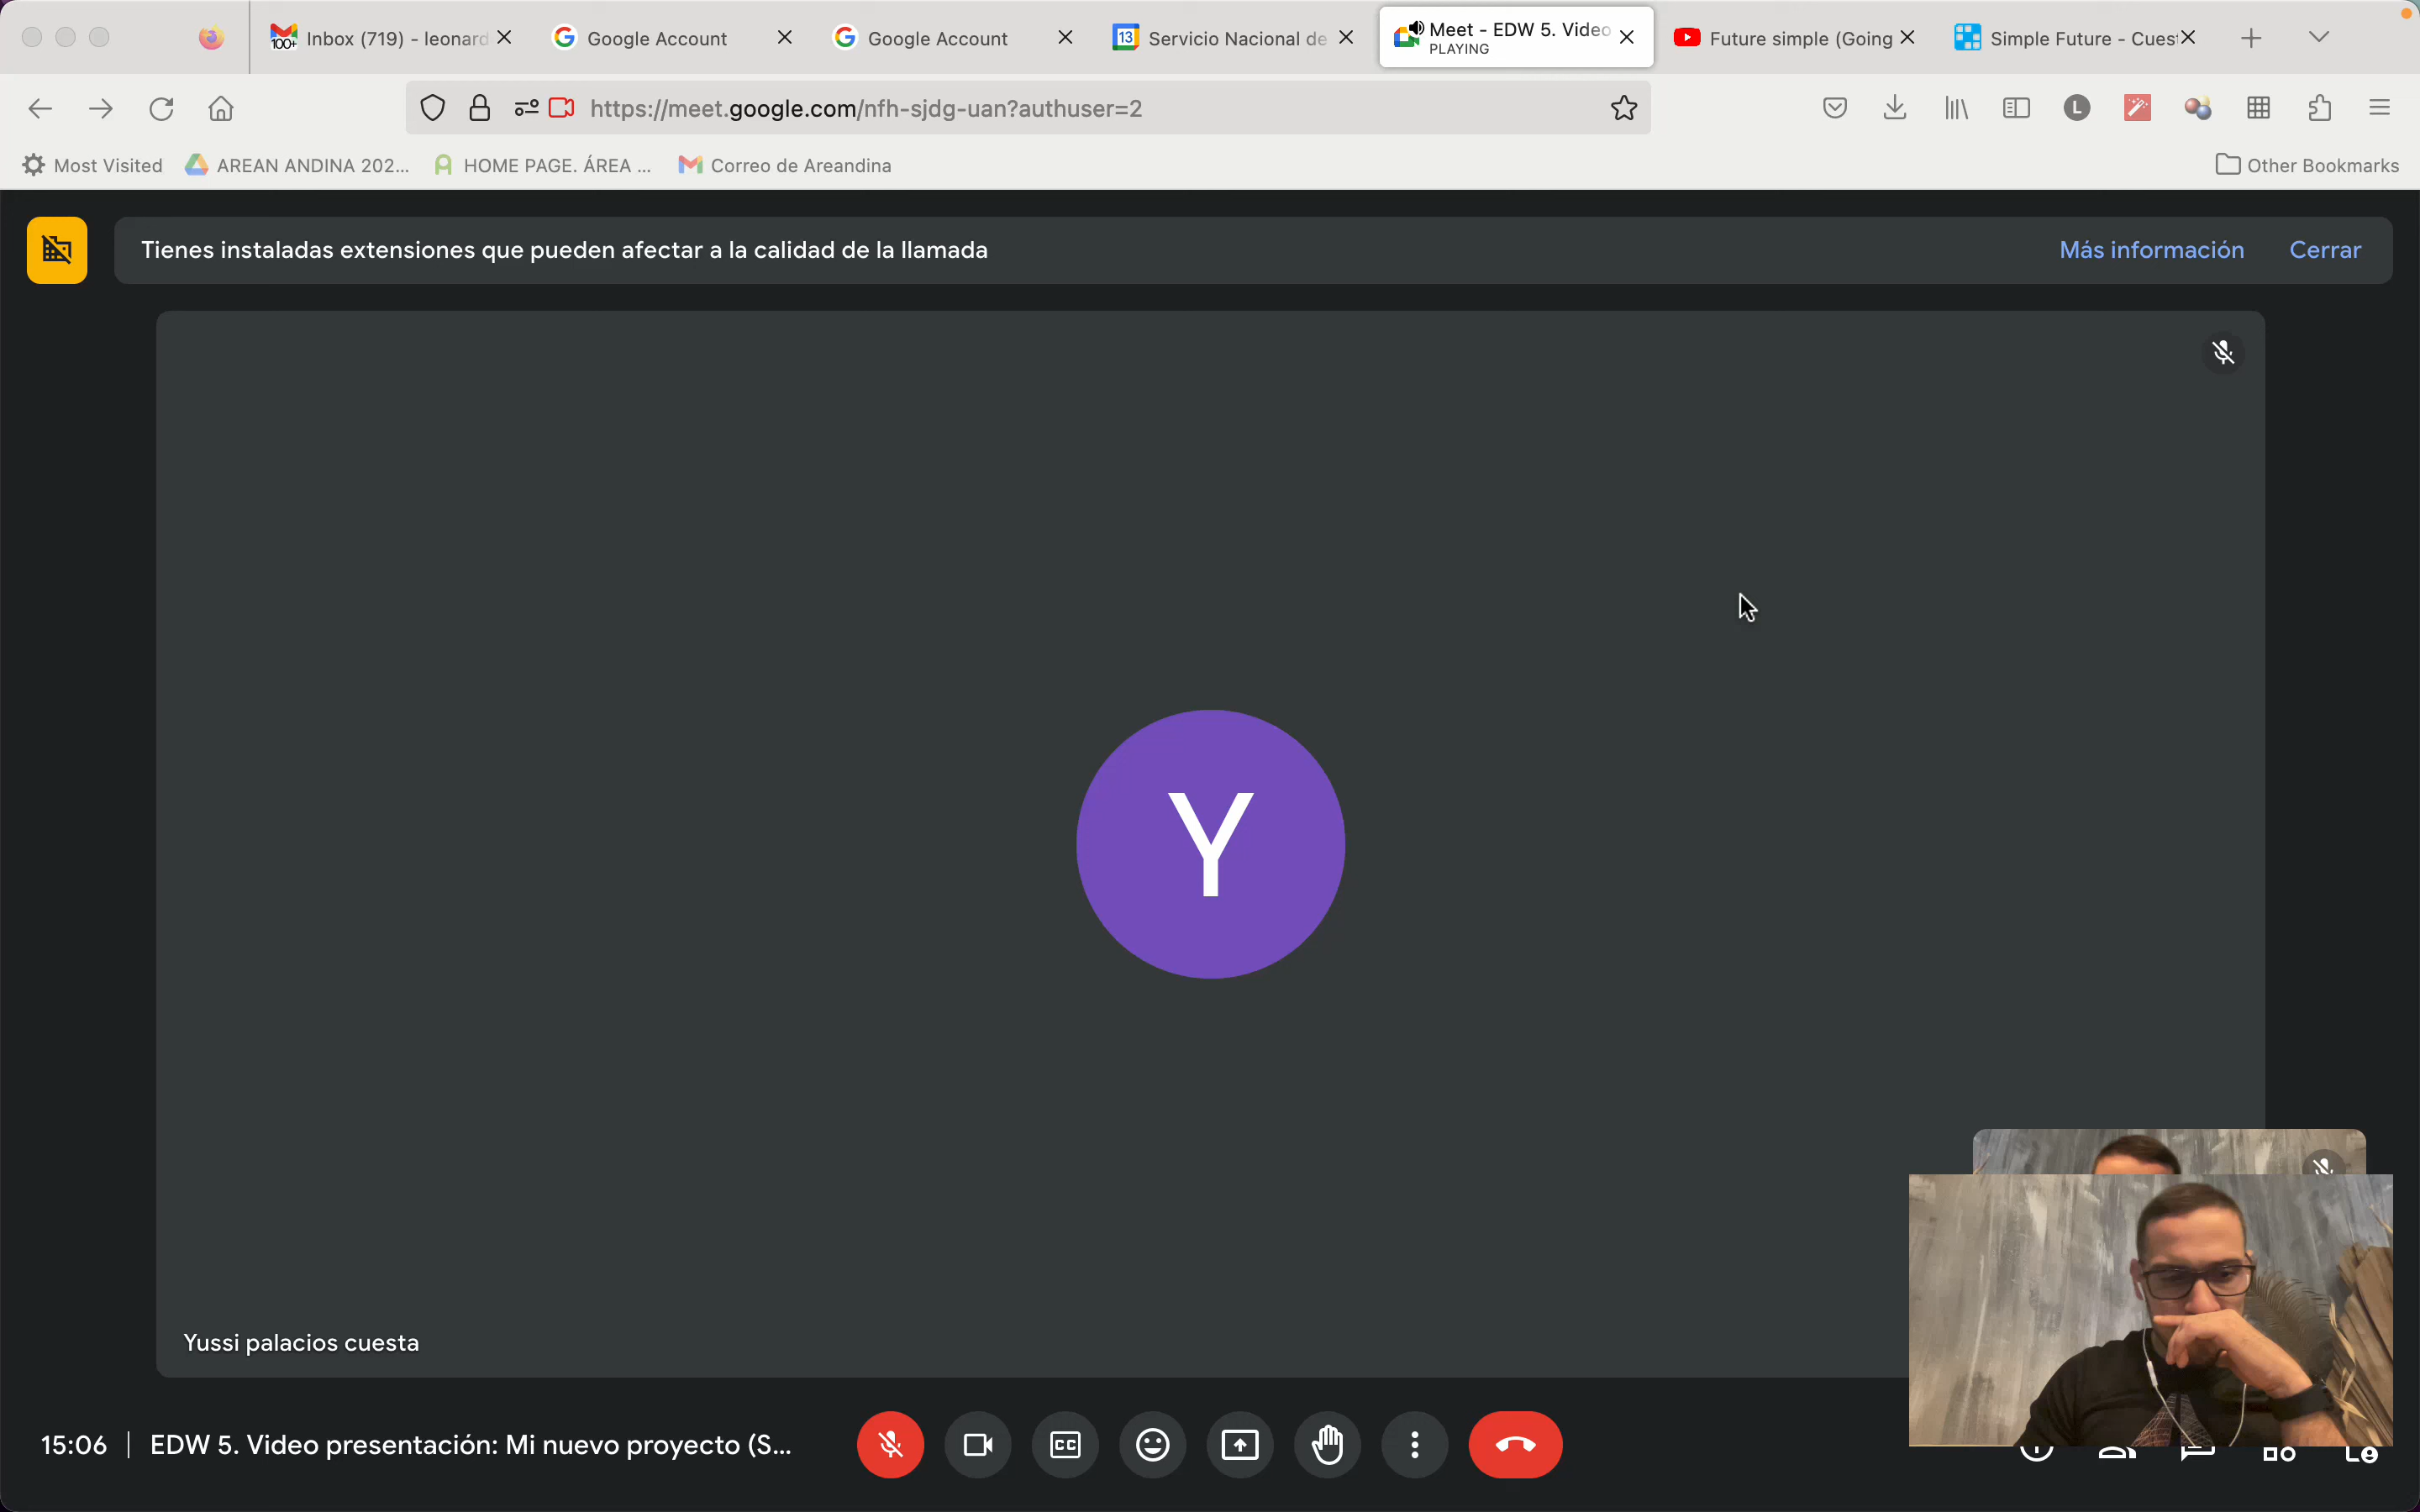 Inbox (719) - leonard
Google Account
Google Account
Servicio Nacional de
Meet - EDW 5. Video
PLAYING
Future simple (Going
Simple Future - Cues
100+
13
https://meet.google.com/nfh-sjdg-uan?authuser=2
L
Most Visited
AREAN ANDINA 202...
HOME PAGE. ÁREA ...
Correo de Areandina
Other Bookmarks
Tienes instaladas extensiones que pueden afectar a la calidad de la llamada
Más información
Cerrar
Y
Yussi palacios cuesta
15:06
EDW 5. Video presentación: Mi nuevo proyecto (S...
CC